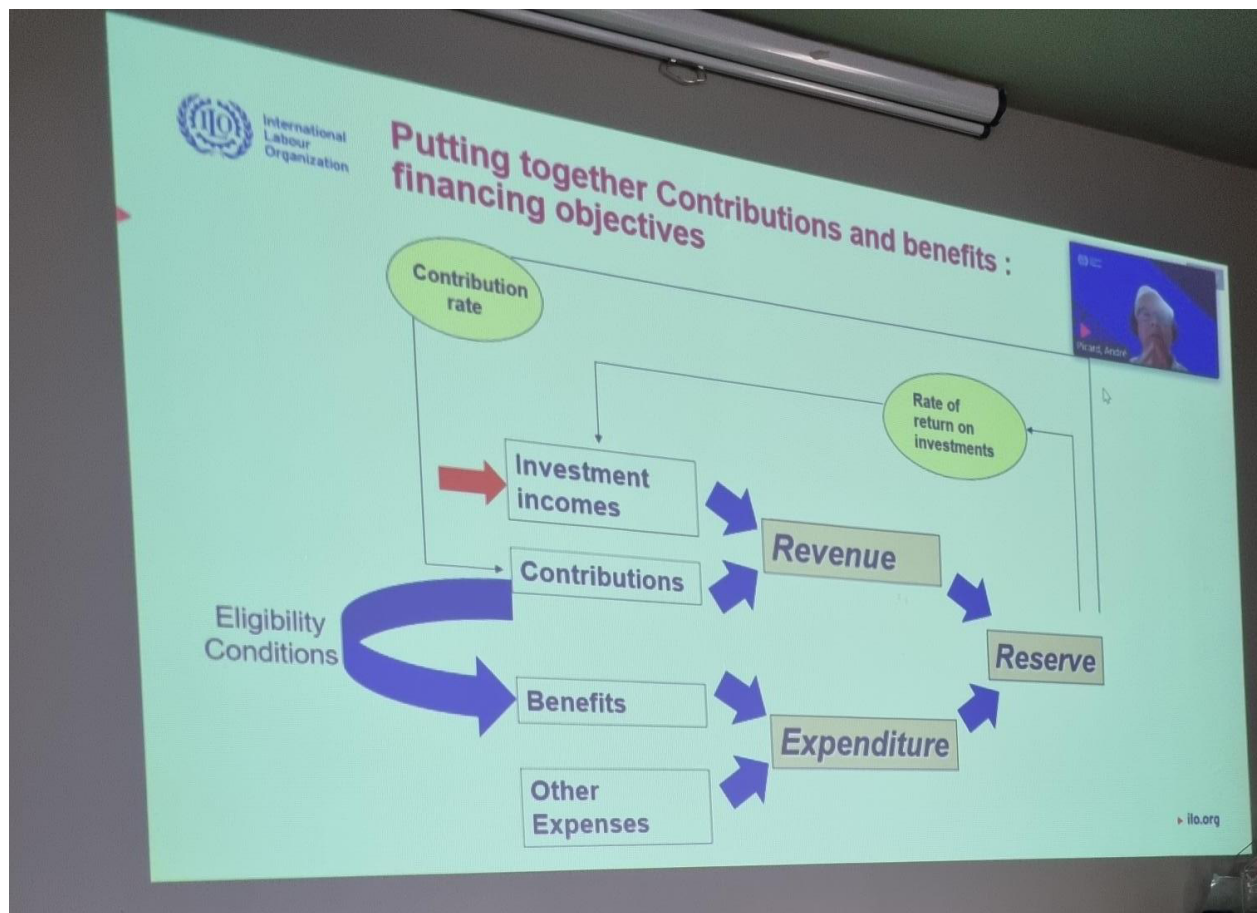 International
Labour
Organization
Putting together Contributions and benefits :
financing objectives
Contribution
rate
Picard, André
Rate of
return on
investments
Investment
incomes
Revenue
Contributions
Eligibility
Conditions
Reserve
Benefits
Expenditure
Other
Expenses
ilo.org